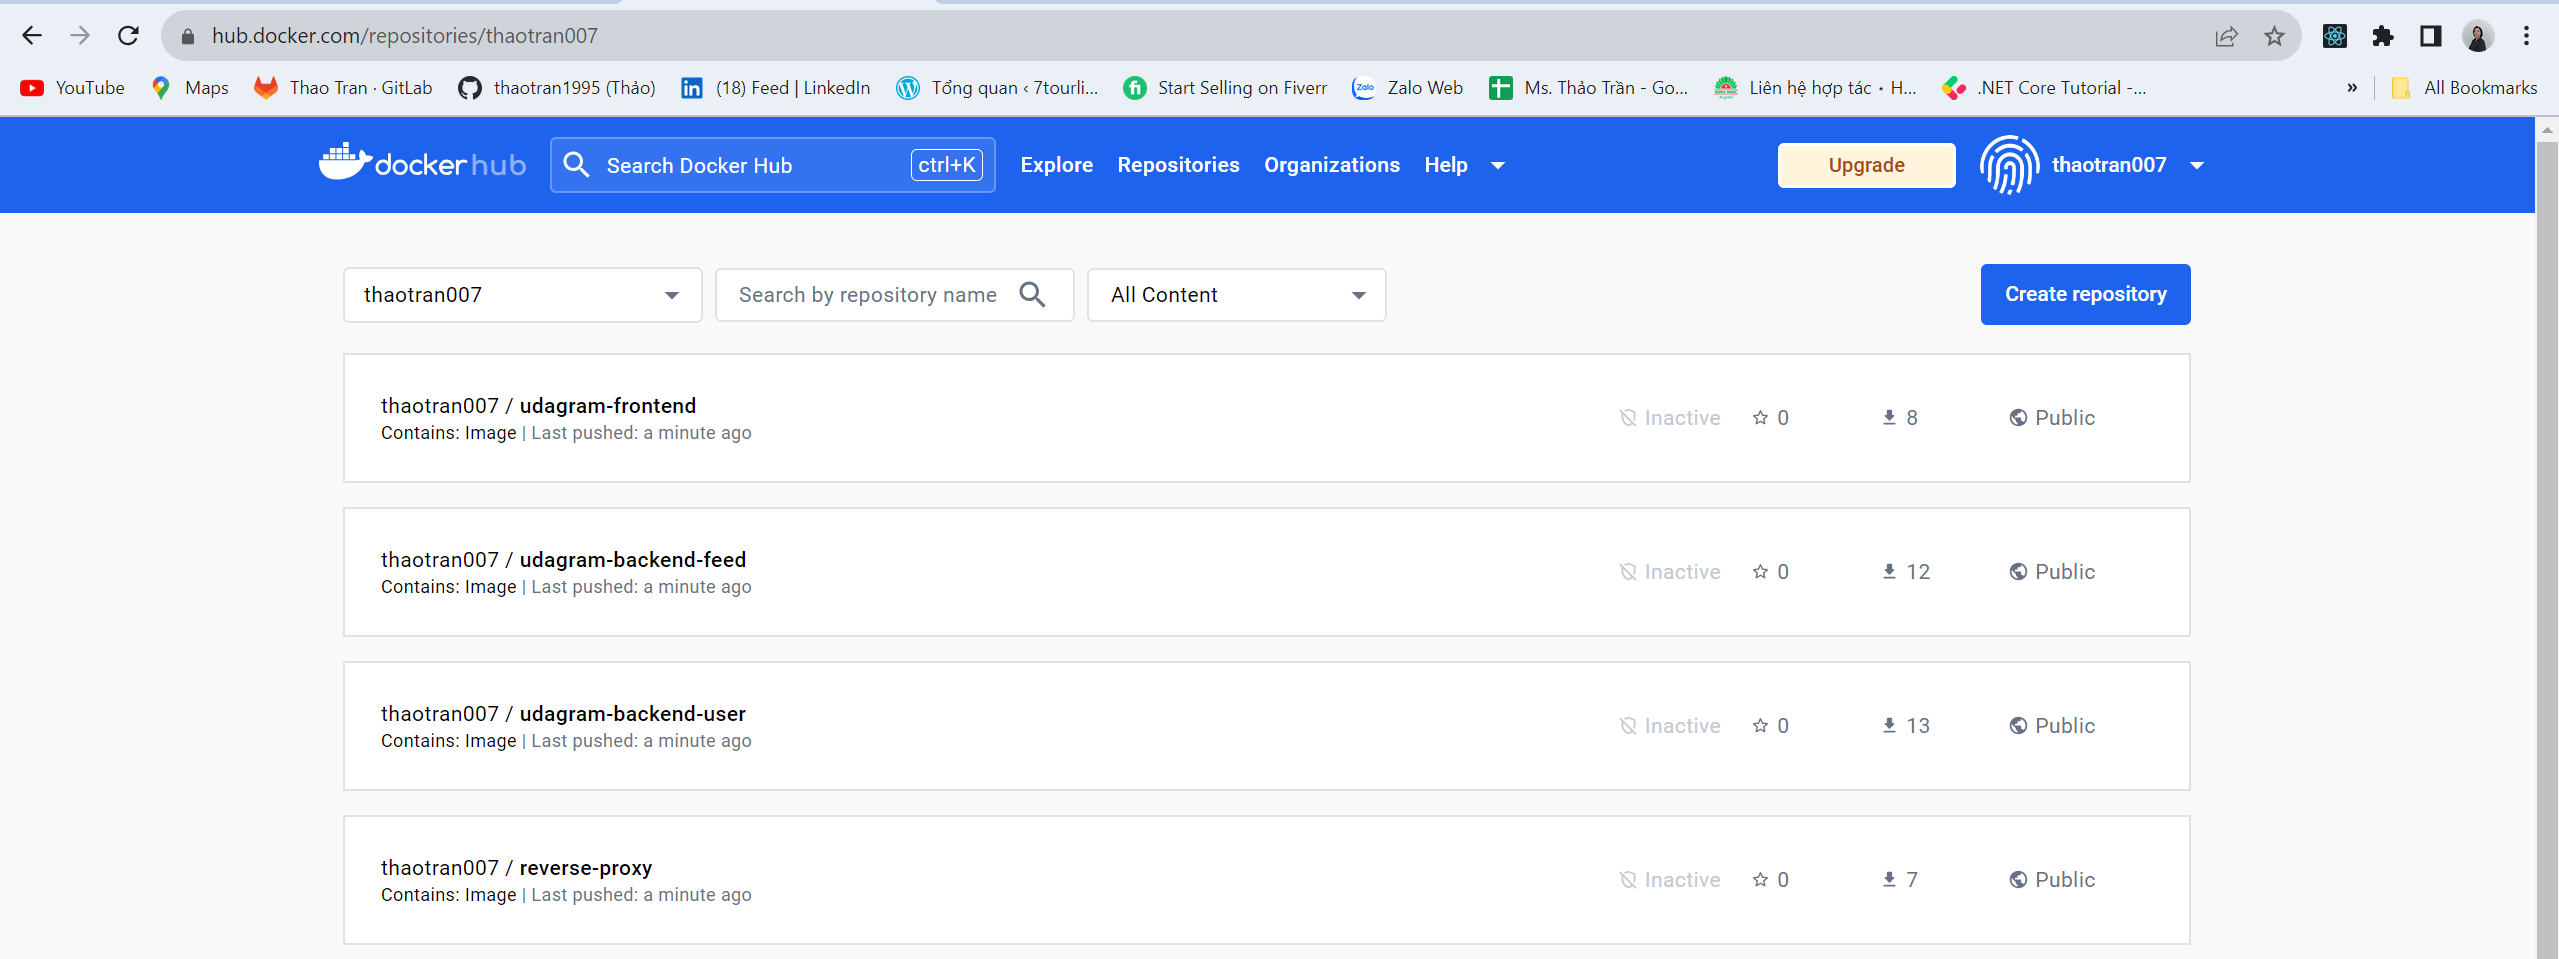 hub.docker.com/repositories/thaotran007
YouTube Maps Thao Tran · GitLab thaotran1995 (Thảo) (18) Feed | LinkedIn Tổng quan ‹ 7tourli... Start Selling on Fiverr Zalo Web Ms. Thảo Trần - Go... Liên hệ hợp tác • H... .NET Core Tutorial -... » All Bookmarks
docker hub Search Docker Hub ctrl+K Explore Repositories Organizations Help Upgrade thaotran007
thaotran007 Search by repository name All Content Create repository
thaotran007 / udagram-frontend
Contains: Image | Last pushed: a minute ago
Inactive 0 8 Public
thaotran007 / udagram-backend-feed
Contains: Image | Last pushed: a minute ago
Inactive 0 12 Public
thaotran007 / udagram-backend-user
Contains: Image | Last pushed: a minute ago
Inactive 0 13 Public
thaotran007 / reverse-proxy
Contains: Image | Last pushed: a minute ago
Inactive 0 7 Public